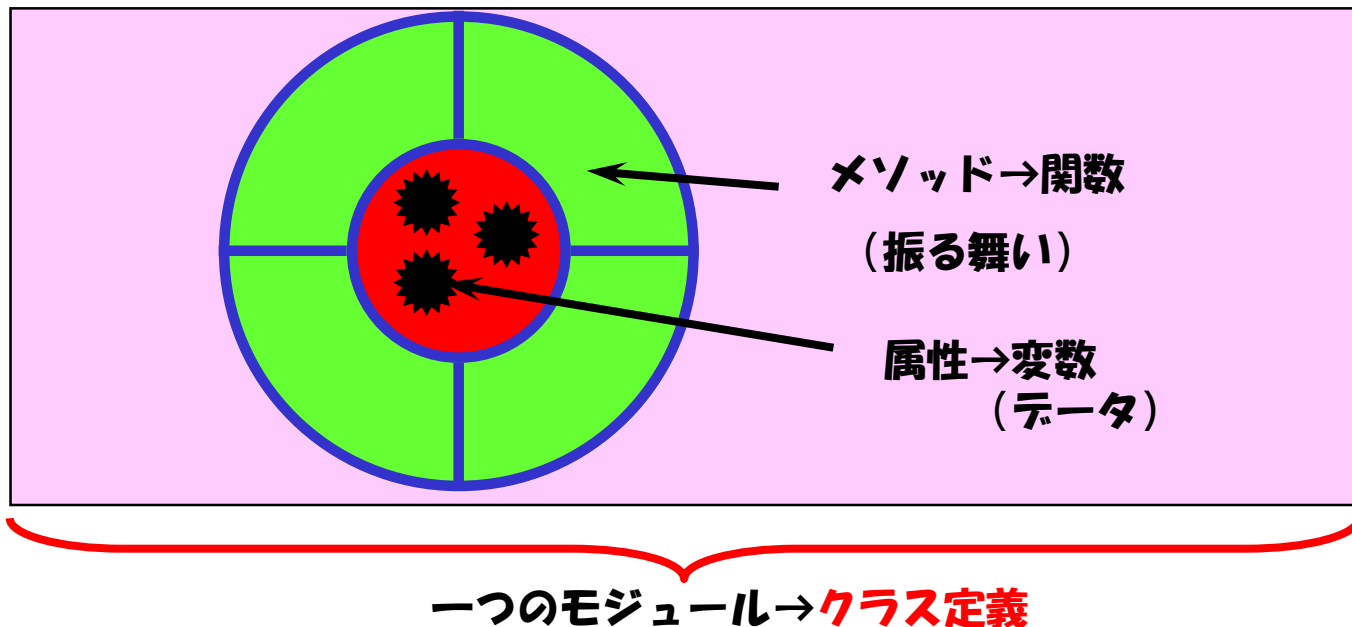 メソッド→関数
（振る舞い）
属性→変数
（データ）
一つのモジュール→クラス定義